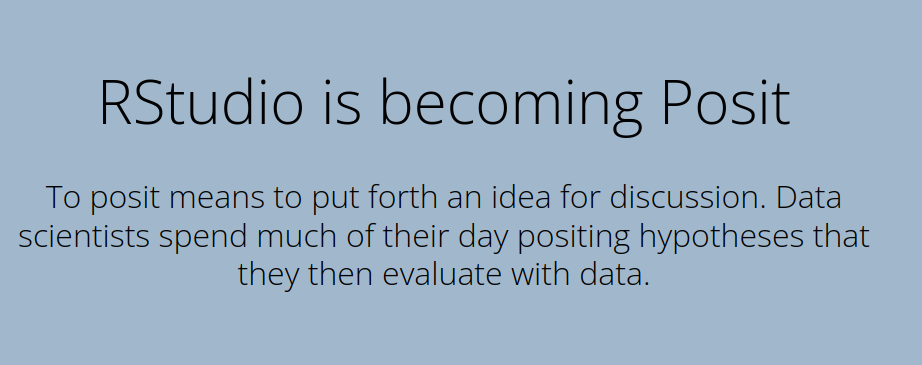 RStudio is becoming Posit
To posit means to put forth an idea for discussion. Data
scientists spend much of their day positing hypotheses that
they then evaluate with data.